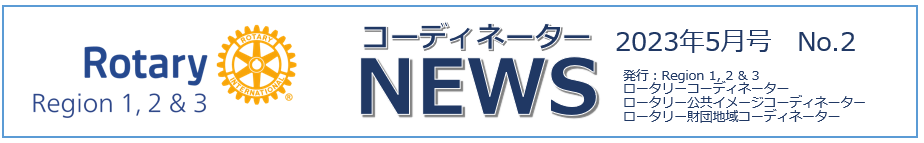 Rotary
Region 1, 2 & 3
ROTARY
INTERNATIONAL
コーディネーター
NEWS
2023年5月号　No.2
発行：Region 1, 2 & 3
ロータリーコーディネーター
ロータリー公共イメージコーディネーター
ロータリー財団地域コーディネーター